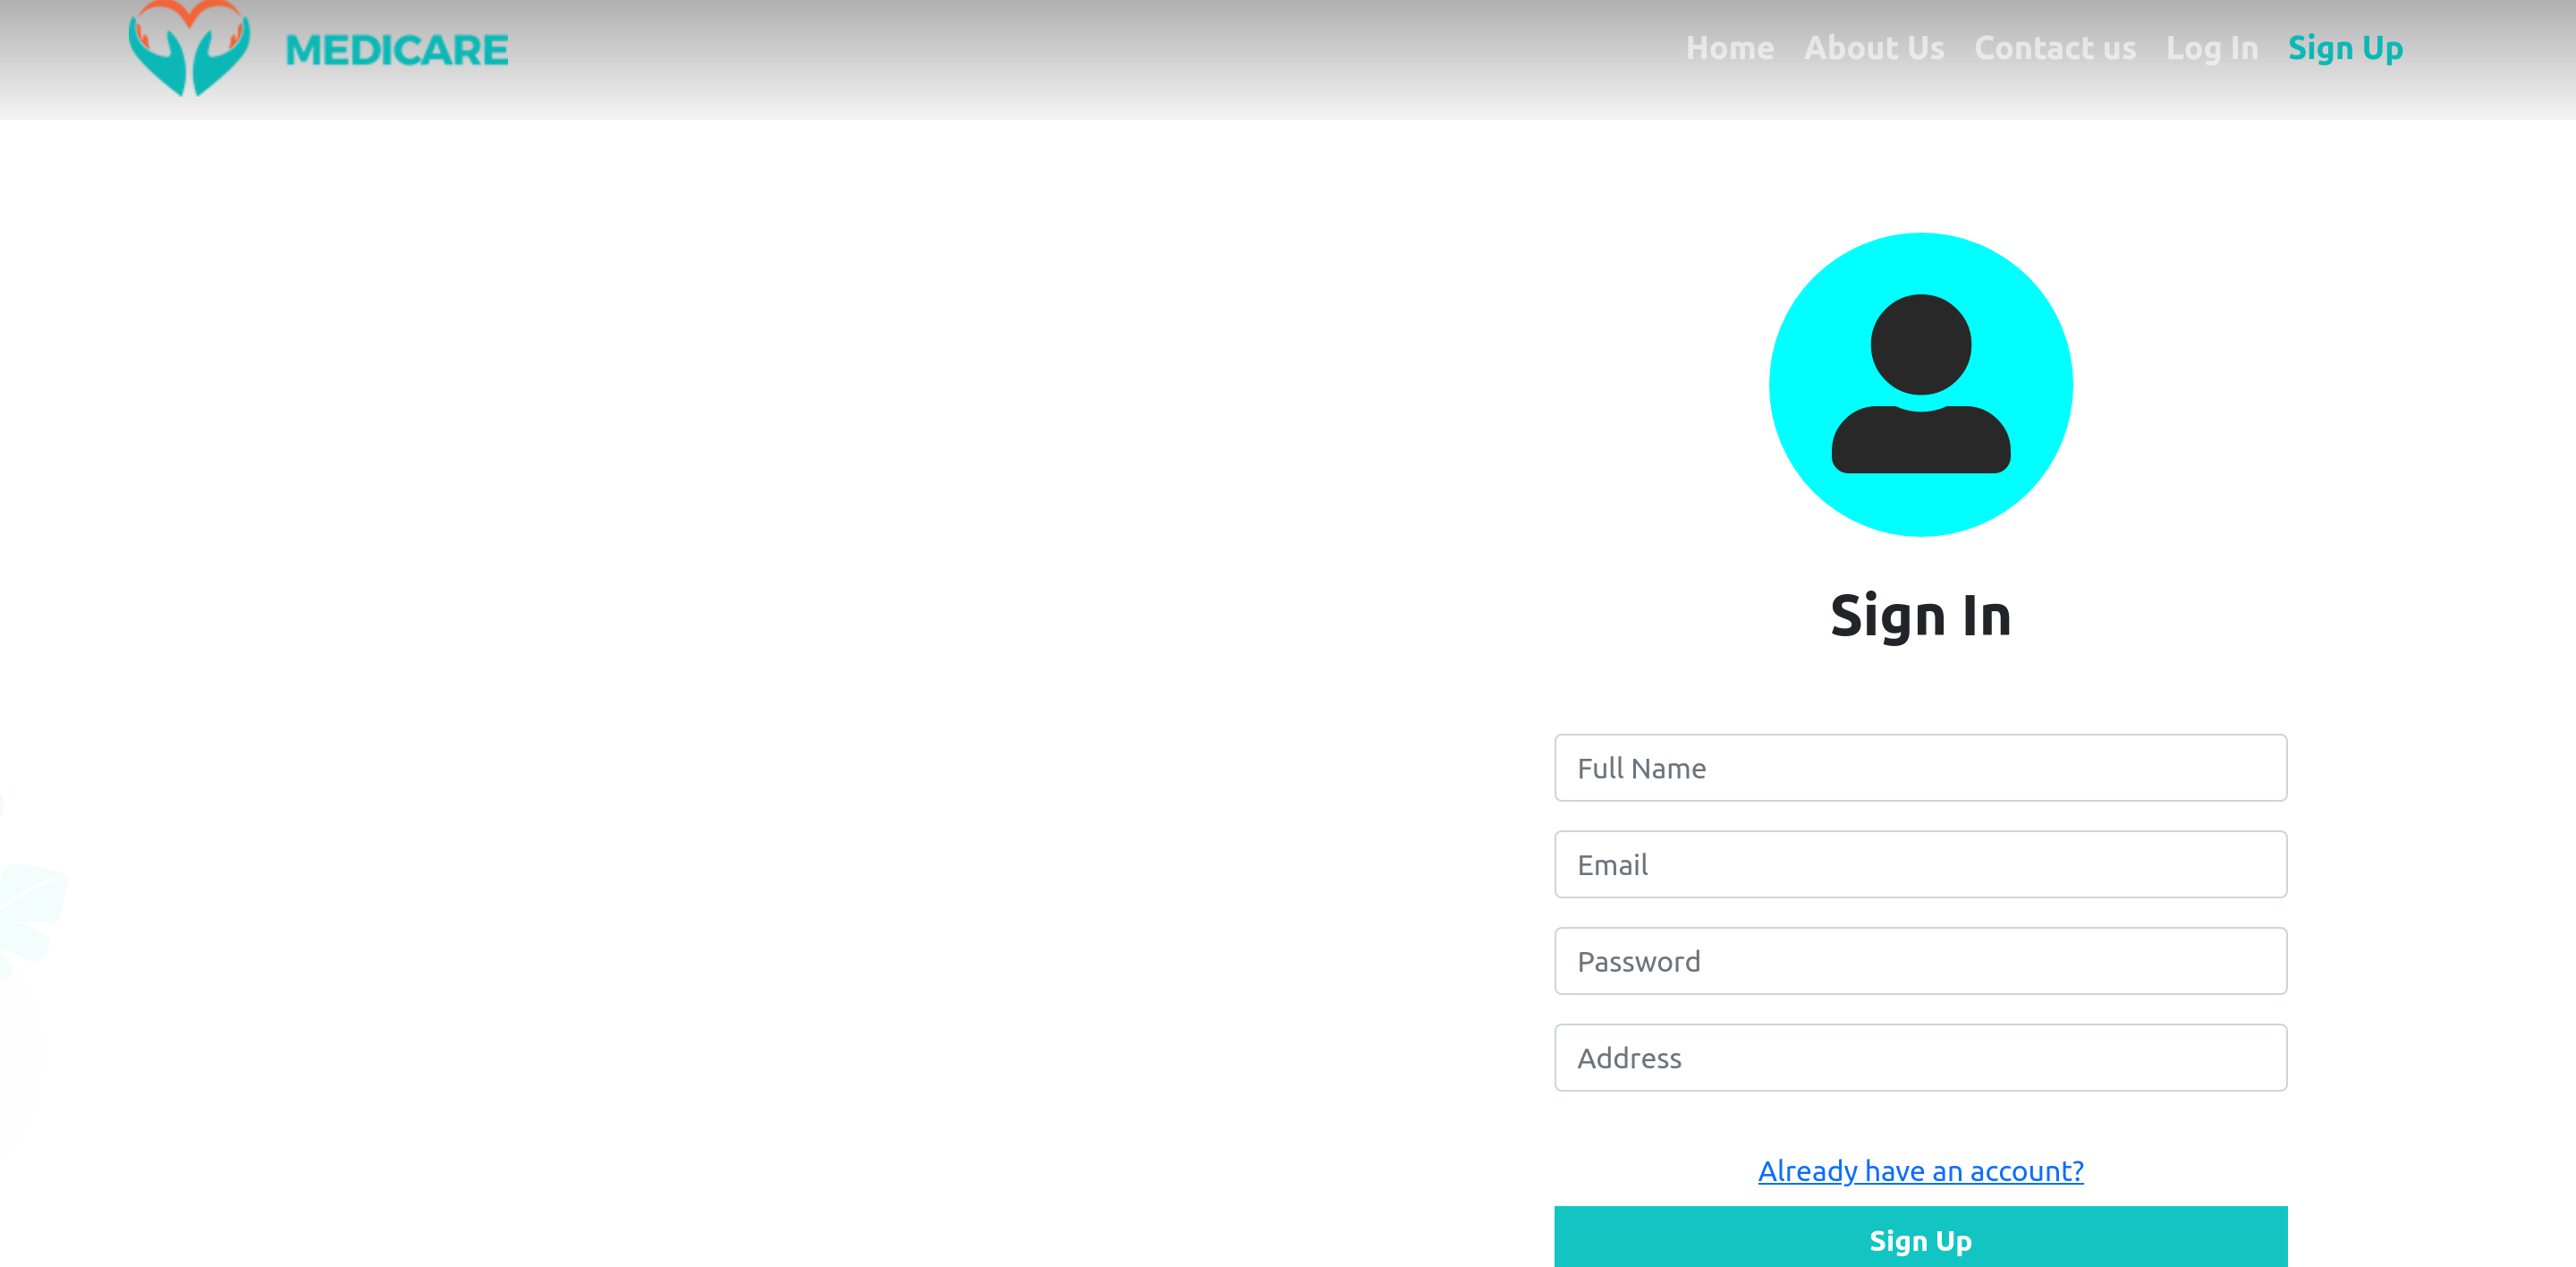 MEDICARE
Home About Us Contact us Log In Sign Up
Sign In
Full Name
Email
Password
Address
Already have an account?
Sign Up